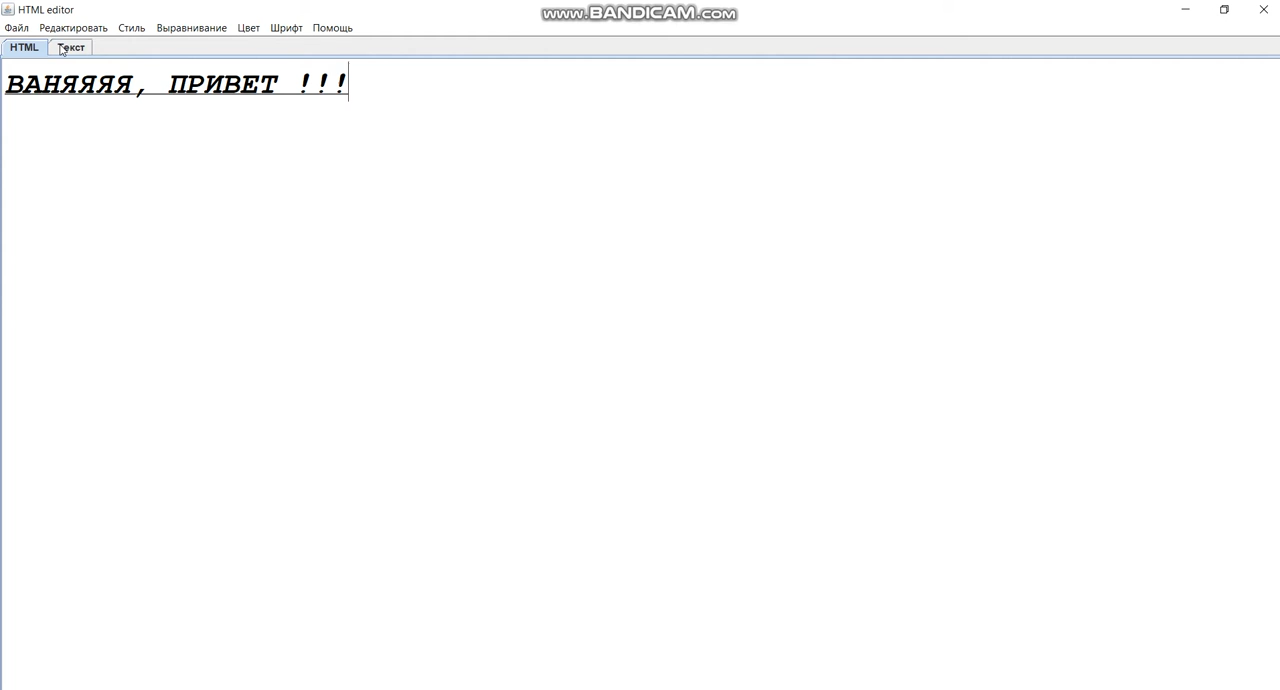 HTML editor
www.BANDICAM.com
Файл Редактировать Стиль Выравнивание Цвет Шрифт Помощь
HTML Текст
ВАНЯЯЯЯ, ПРИВЕТ !!!